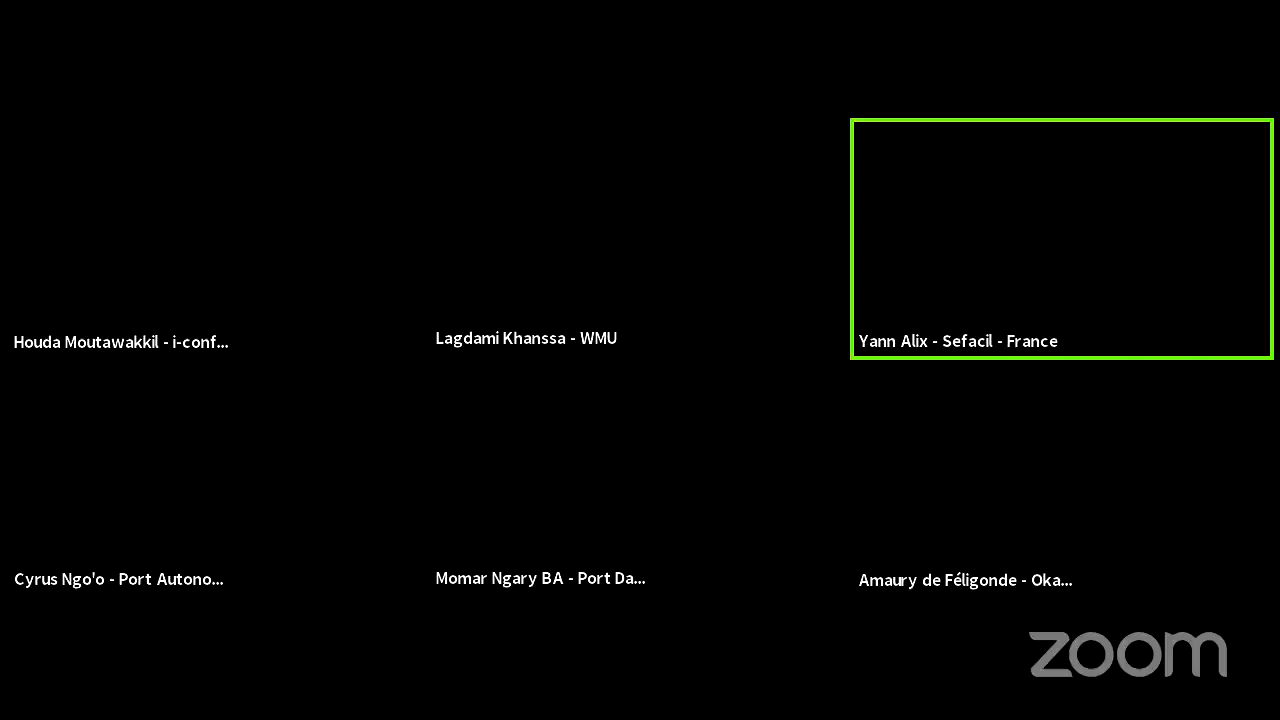 Houda Moutawakkil - i-conf...
Lagdami Khanssa - WMU
Yann Alix - Sefacil - France
Cyrus Ngo'o - Port Autono...
Momar Ngary BA - Port Da...
Amaury de Féligonde - Oka...
zoom